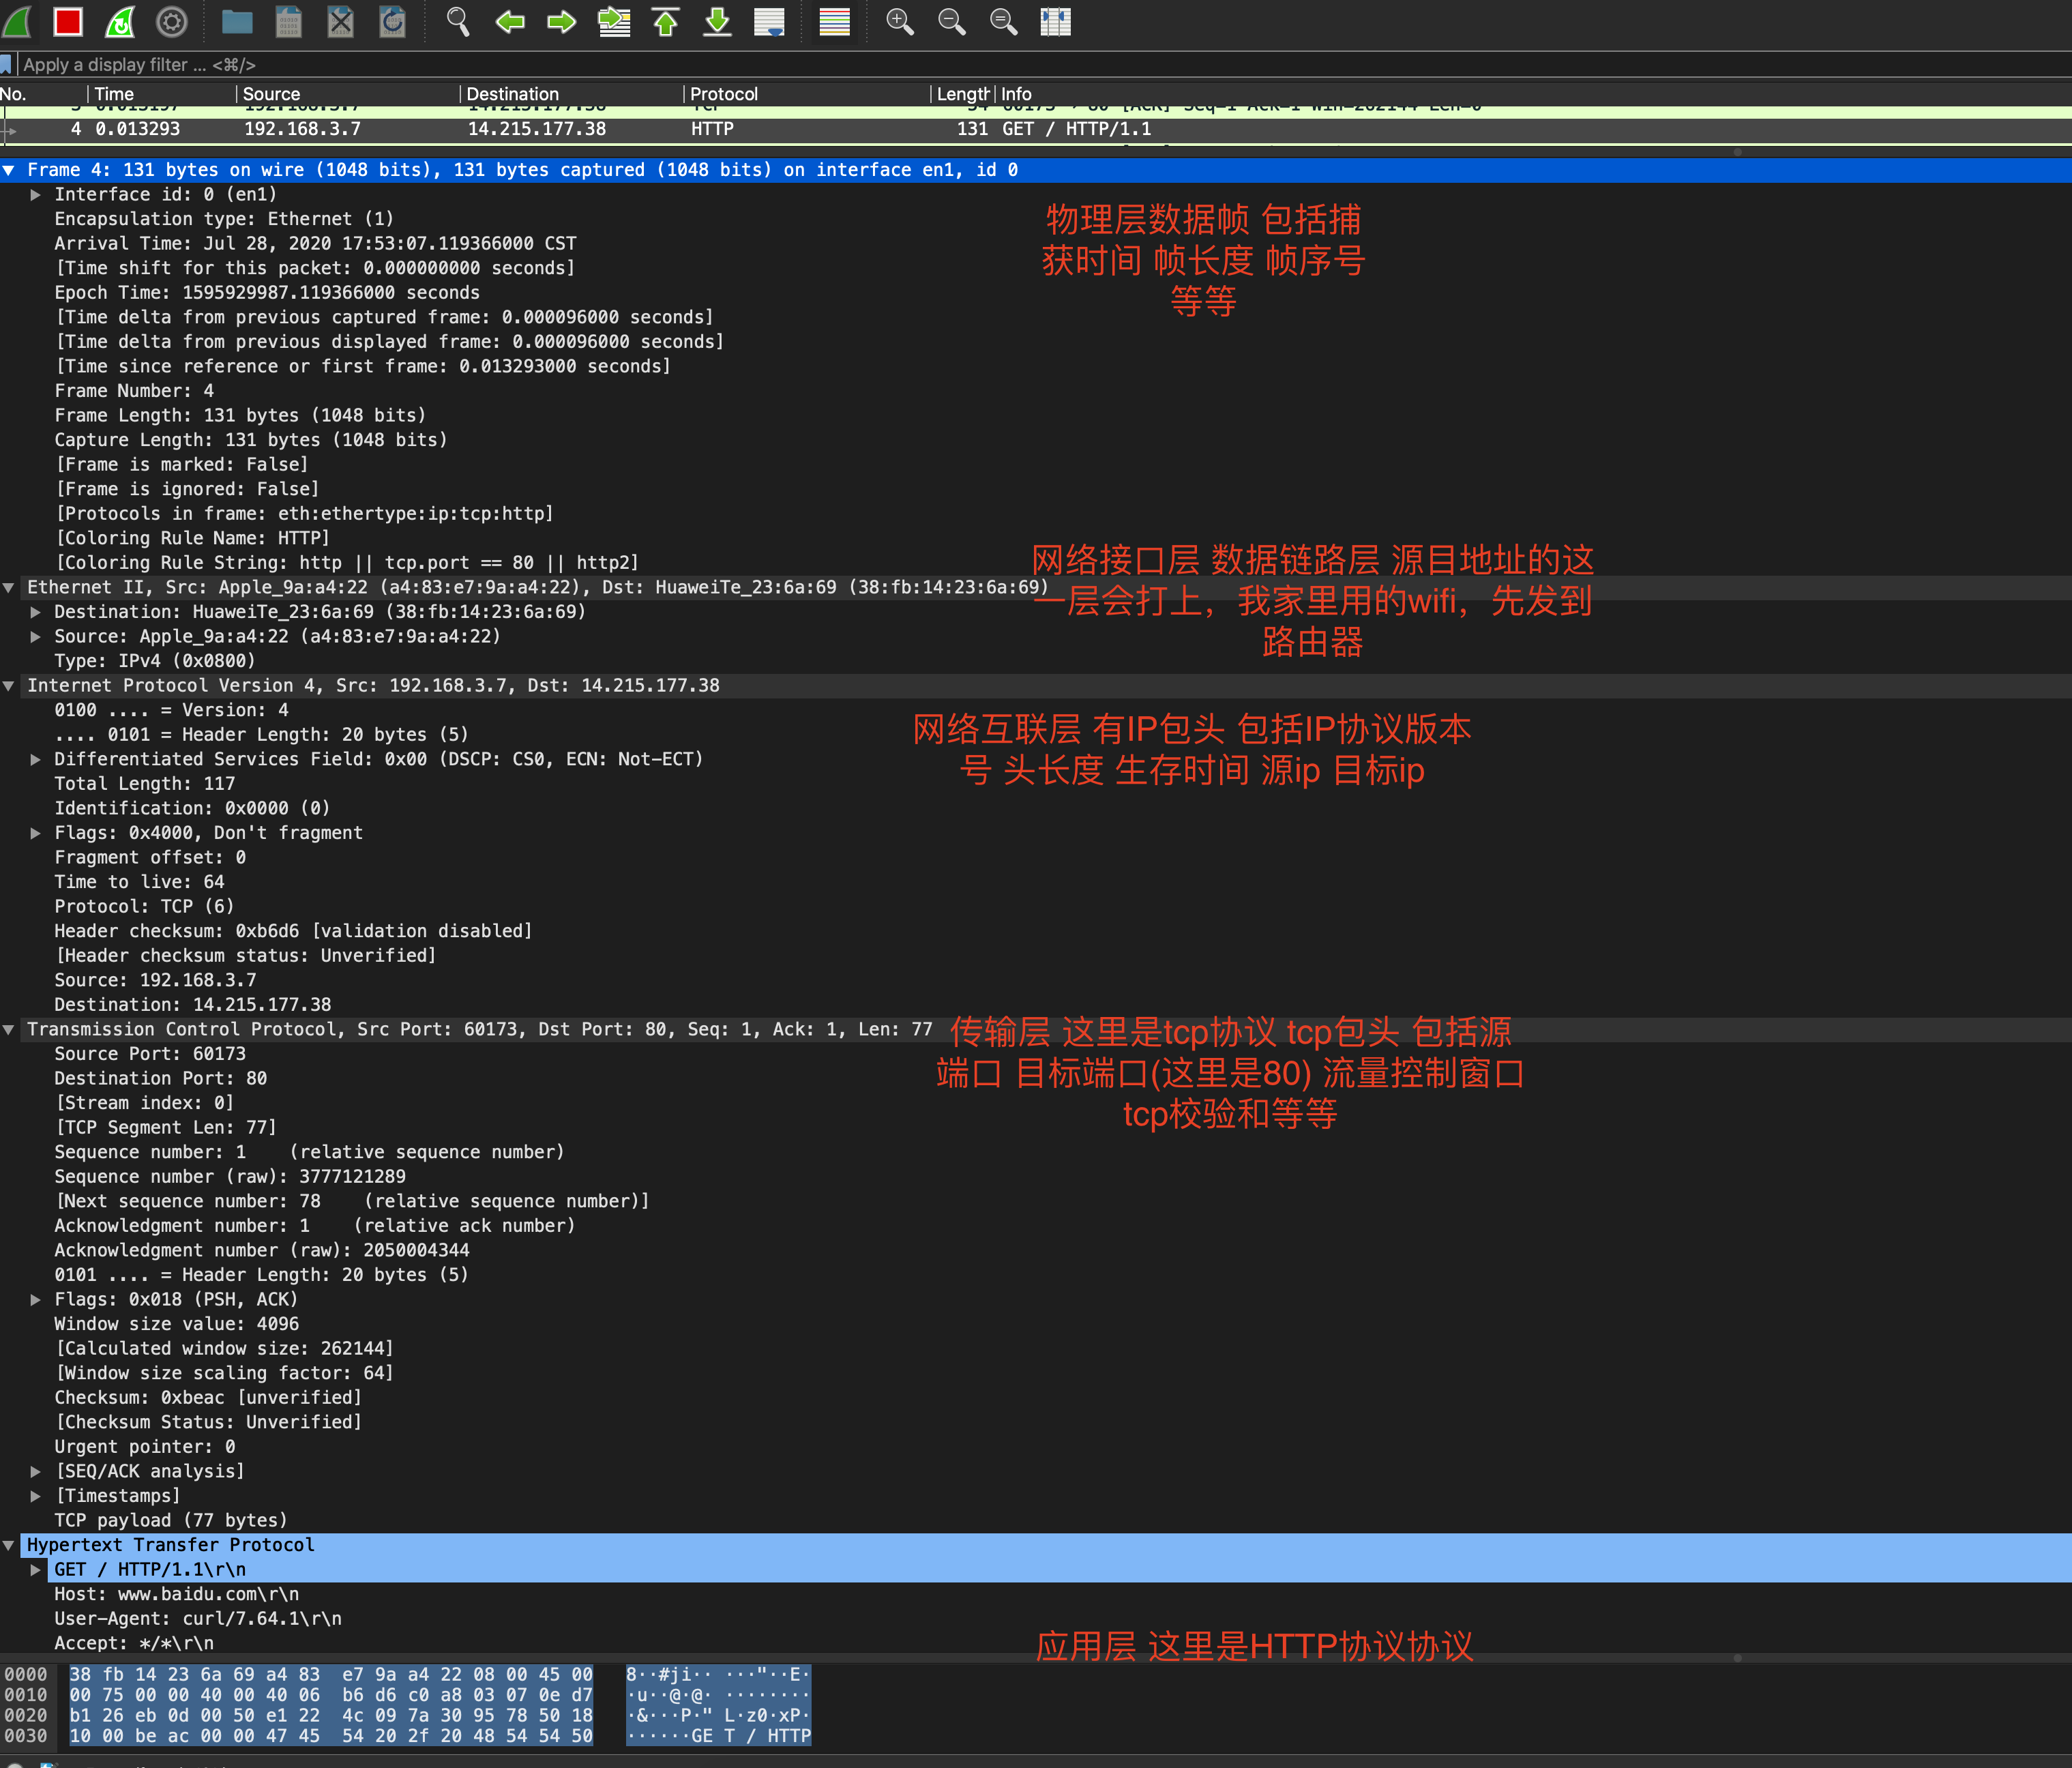 Apply a display filter ... <⌘/>
No. Time Source Destination Protocol Length Info
3 0.013197 192.168.3.7 14.215.177.38 TCP 54 60173 → 80 [ACK] Seq=1 Ack=1 Win=262144 Len=0
4 0.013293 192.168.3.7 14.215.177.38 HTTP 131 GET / HTTP/1.1
Frame 4: 131 bytes on wire (1048 bits), 131 bytes captured (1048 bits) on interface en1, id 0
Interface id: 0 (en1)
Encapsulation type: Ethernet (1)
Arrival Time: Jul 28, 2020 17:53:07.119366000 CST
[Time shift for this packet: 0.000000000 seconds]
Epoch Time: 1595929987.119366000 seconds
[Time delta from previous captured frame: 0.000096000 seconds]
[Time delta from previous displayed frame: 0.000096000 seconds]
[Time since reference or first frame: 0.013293000 seconds]
Frame Number: 4
Frame Length: 131 bytes (1048 bits)
Capture Length: 131 bytes (1048 bits)
[Frame is marked: False]
[Frame is ignored: False]
[Protocols in frame: eth:ethertype:ip:tcp:http]
[Coloring Rule Name: HTTP]
[Coloring Rule String: http || tcp.port == 80 || http2]
物理层数据帧 包括捕
获时间 帧长度 帧序号
等等
Ethernet II, Src: Apple_9a:a4:22 (a4:83:e7:9a:a4:22), Dst: HuaweiTe_23:6a:69 (38:fb:14:23:6a:69)
Destination: HuaweiTe_23:6a:69 (38:fb:14:23:6a:69)
Source: Apple_9a:a4:22 (a4:83:e7:9a:a4:22)
Type: IPv4 (0x0800)
网络接口层 数据链路层 源目地址的这
一层会打上，我家里用的wifi，先发到
路由器
Internet Protocol Version 4, Src: 192.168.3.7, Dst: 14.215.177.38
0100 .... = Version: 4
.... 0101 = Header Length: 20 bytes (5)
Differentiated Services Field: 0x00 (DSCP: CS0, ECN: Not-ECT)
Total Length: 117
Identification: 0x0000 (0)
Flags: 0x4000, Don't fragment
Fragment offset: 0
Time to live: 64
Protocol: TCP (6)
Header checksum: 0xb6d6 [validation disabled]
[Header checksum status: Unverified]
Source: 192.168.3.7
Destination: 14.215.177.38
网络互联层 有IP包头 包括IP协议版本
号 头长度 生存时间 源ip 目标ip
Transmission Control Protocol, Src Port: 60173, Dst Port: 80, Seq: 1, Ack: 1, Len: 77
Source Port: 60173
Destination Port: 80
[Stream index: 0]
[TCP Segment Len: 77]
Sequence number: 1    (relative sequence number)
Sequence number (raw): 3777121289
[Next sequence number: 78    (relative sequence number)]
Acknowledgment number: 1    (relative ack number)
Acknowledgment number (raw): 2050004344
0101 .... = Header Length: 20 bytes (5)
Flags: 0x018 (PSH, ACK)
Window size value: 4096
[Calculated window size: 262144]
[Window size scaling factor: 64]
Checksum: 0xbeac [unverified]
[Checksum Status: Unverified]
Urgent pointer: 0
[SEQ/ACK analysis]
[Timestamps]
TCP payload (77 bytes)
传输层 这里是tcp协议 tcp包头 包括源
端口 目标端口(这里是80) 流量控制窗口
tcp校验和等等
Hypertext Transfer Protocol
GET / HTTP/1.1\r\n
Host: www.baidu.com\r\n
User-Agent: curl/7.64.1\r\n
Accept: */*\r\n
应用层 这里是HTTP协议协议
0000 38 fb 14 23 6a 69 a4 83 e7 9a a4 22 08 00 45 00 8··#ji·· ···"··E·
0010 00 75 00 00 40 00 40 06 b6 d6 c0 a8 03 07 0e d7 ·u··@·@· ········
0020 b1 26 eb 0d 00 50 e1 22 4c 09 7a 30 95 78 50 18 ·&···P·" L·z0·xP·
0030 10 00 be ac 00 00 47 45 54 20 2f 20 48 54 54 50 ······GE T / HTTP